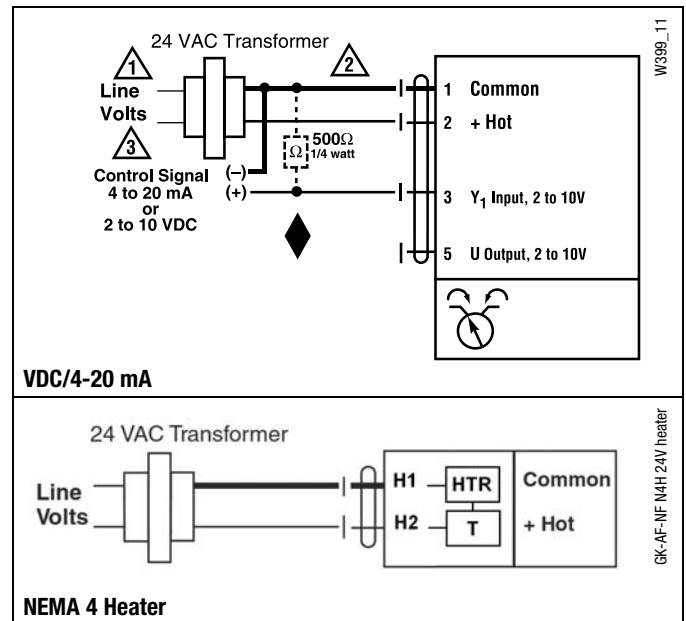 24 VAC Transformer
1
2
Line
Volts
3
Control Signal
4 to 20 mA
or
2 to 10 VDC
(–)
(+)
Ω
500Ω
1/4 watt
1 Common
2 + Hot
3 Y1 Input, 2 to 10V
5 U Output, 2 to 10V
W399_11
VDC/4-20 mA
24 VAC Transformer
Line
Volts
H1 HTR Common
H2 T + Hot
GK-AF-NF N4H 24V heater
NEMA 4 Heater